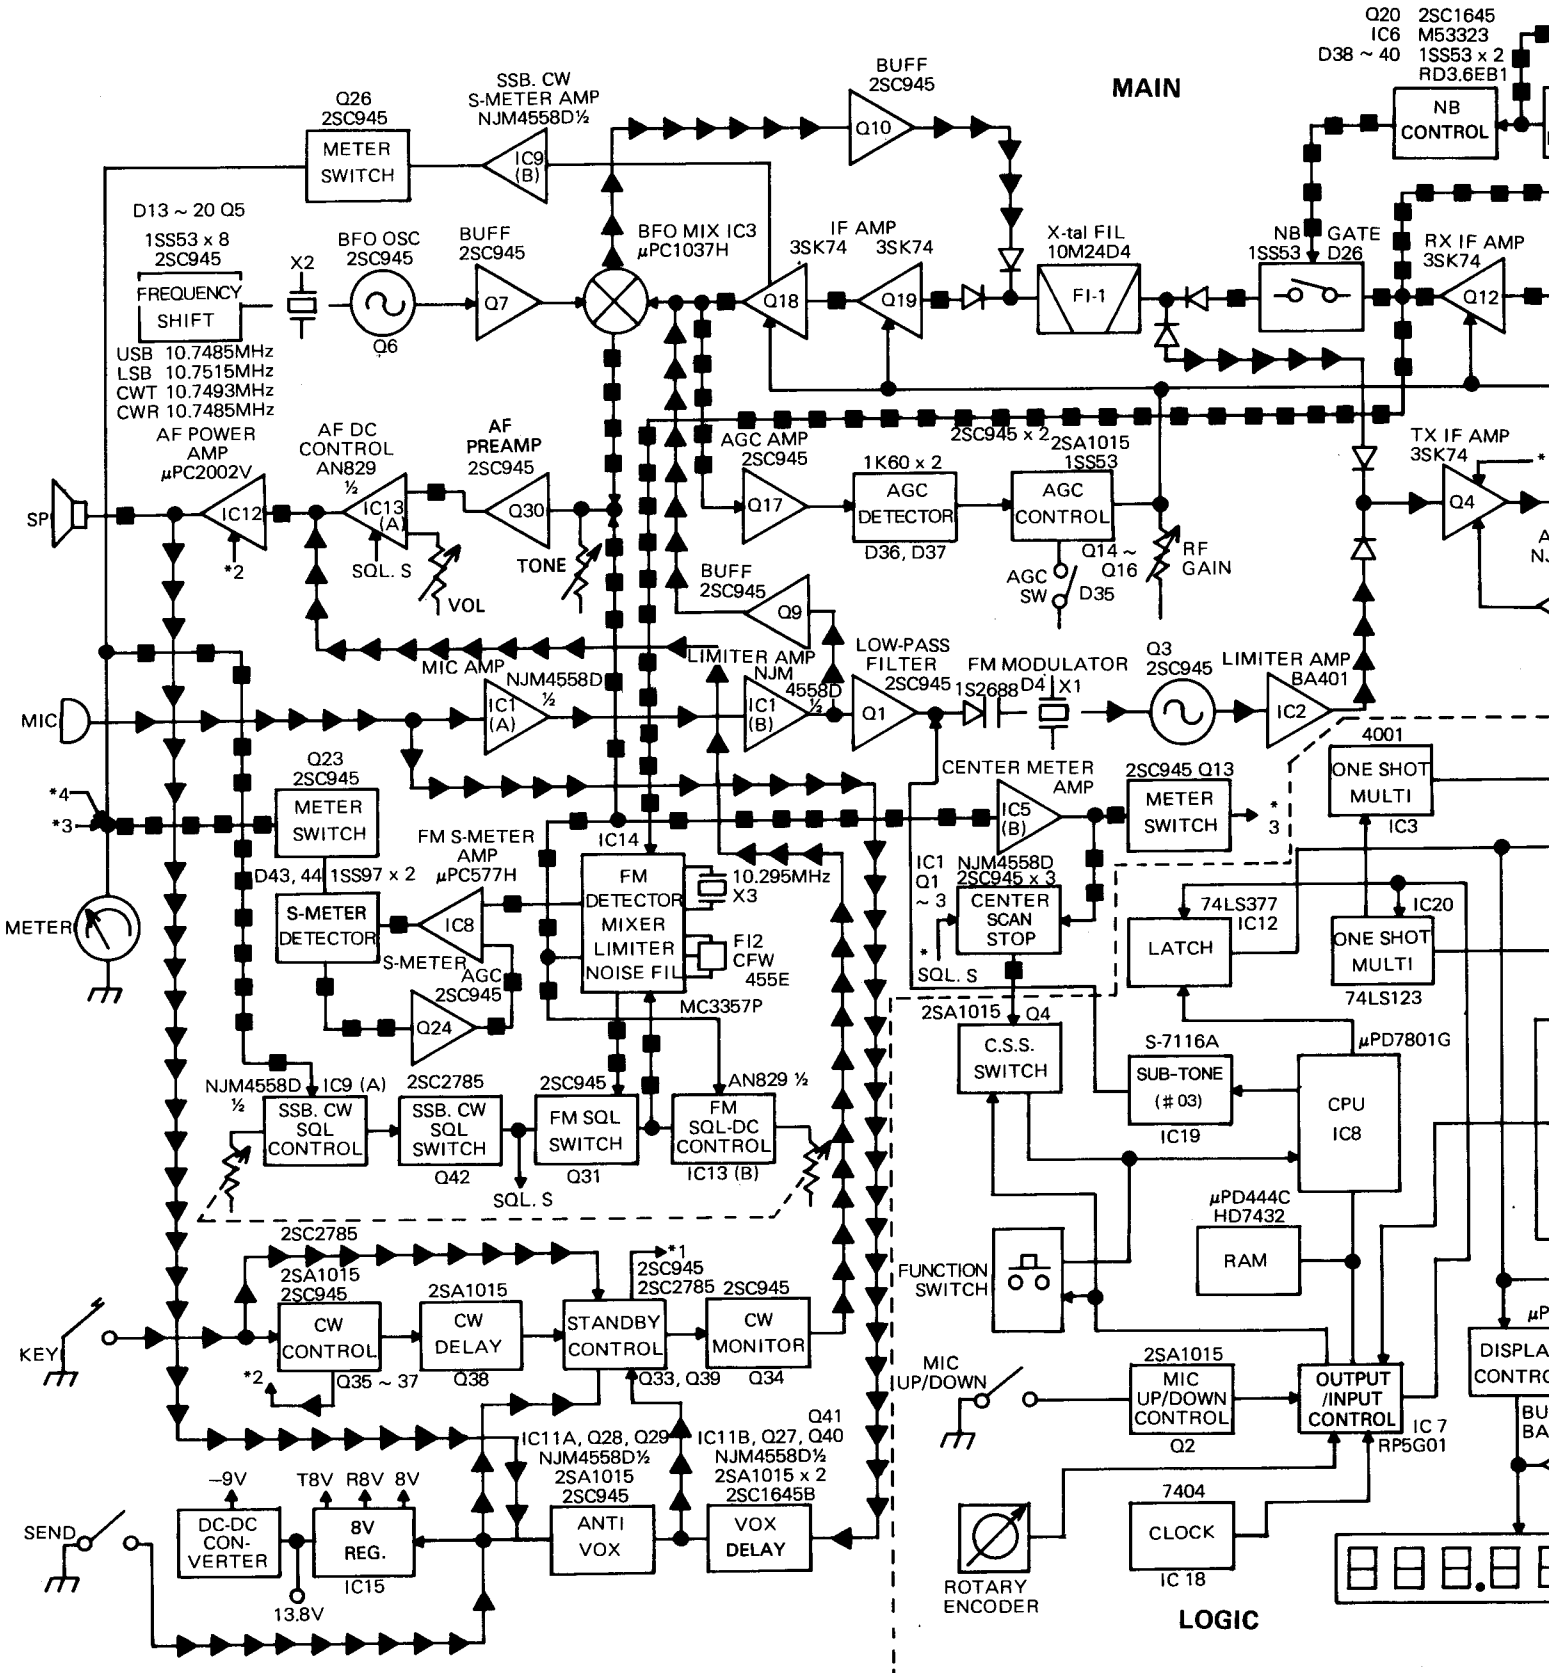 Q20 2SC1645
IC6 M53323
D38 ~ 40 1SS53 x 2
RD3.6EB1
NB
CONTROL
MAIN
BUFF
2SC945
Q10
SSB. CW
S-METER AMP
NJM4558D½
IC9
(B)
Q26
2SC945
METER
SWITCH
D13 ~ 20 Q5
1SS53 x 8
2SC945
FREQUENCY
SHIFT
USB 10.7485MHz
LSB 10.7515MHz
CWT 10.7493MHz
CWR 10.7485MHz
X2
BFO OSC
2SC945
Q6
BUFF
2SC945
Q7
BFO MIX IC3
μPC1037H
IF AMP
3SK74 3SK74
Q18
Q19
X-tal FIL
10M24D4
FI-1
NB GATE
1SS53 D26
RX IF AMP
3SK74
Q12
AF POWER
AMP
μPC2002V
IC12
*2
SP
AF DC
CONTROL
AN829
½
IC13
(A)
SQL. S
VOL
AF
PREAMP
2SC945
Q30
TONE
AGC AMP
2SC945
Q17
1K60 x 2
AGC
DETECTOR
D36, D37
2SC945 x 2
2SA1015
1SS53
AGC
CONTROL
Q14 ~
Q16
AGC
SW
D35
RF
GAIN
TX IF AMP
3SK74
*
Q4
A
NJ
BUFF
2SC945
Q9
MIC
MIC AMP
NJM4558D
½
IC1
(A)
LIMITER AMP
NJM
4558D
½
IC1
(B)
LOW-PASS
FILTER
2SC945
Q1
FM MODULATOR
1S2688 D4 X1
Q3
2SC945
LIMITER AMP
BA401
IC2
*4
*3
Q23
2SC945
METER
SWITCH
METER
D43, 44 1SS97 x 2
S-METER
DETECTOR
FM S-METER
AMP
μPC577H
IC8
S-METER
AGC
2SC945
Q24
IC14
FM
DETECTOR
MIXER
LIMITER
NOISE FIL
10.295MHz
X3
FI2
CFW
455E
MC3357P
CENTER METER
AMP
IC5
(B)
NJM4558D
2SC945 x 3
IC1
Q1
~ 3
CENTER
SCAN
STOP
*
SQL. S
2SC945 Q13
METER
SWITCH
*
3
4001
ONE SHOT
MULTI
IC3
74LS377
IC12
LATCH
IC20
ONE SHOT
MULTI
74LS123
2SA1015 Q4
C.S.S.
SWITCH
S-7116A
SUB-TONE
(#03)
IC19
μPD7801G
CPU
IC8
μPD444C
HD7432
RAM
NJM4558D
½
IC9 (A)
SSB. CW
SQL
CONTROL
2SC2785
SSB. CW
SQL
SWITCH
Q42
SQL. S
2SC945
FM SQL
SWITCH
Q31
AN829 ½
FM
SQL-DC
CONTROL
IC13 (B)
KEY
2SC2785
2SA1015
2SC945
CW
CONTROL
Q35 ~ 37
*2
2SA1015
CW
DELAY
Q38
*1
2SC945
2SC2785
STANDBY
CONTROL
Q33, Q39
2SC945
CW
MONITOR
Q34
FUNCTION
SWITCH
MIC
UP/DOWN
2SA1015
MIC
UP/DOWN
CONTROL
Q2
OUTPUT
/INPUT
CONTROL
IC 7
RP5G01
μP
DISPLA
CONTRO
BU
BA
SEND
−9V
DC-DC
CON-
VERTER
13.8V
T8V R8V 8V
8V
REG.
IC15
IC11A, Q28, Q29
NJM4558D½
2SA1015
2SC945
ANTI
VOX
Q41
IC11B, Q27, Q40
NJM4558D½
2SA1015 x 2
2SC1645B
VOX
DELAY
ROTARY
ENCODER
7404
CLOCK
IC 18
LOGIC